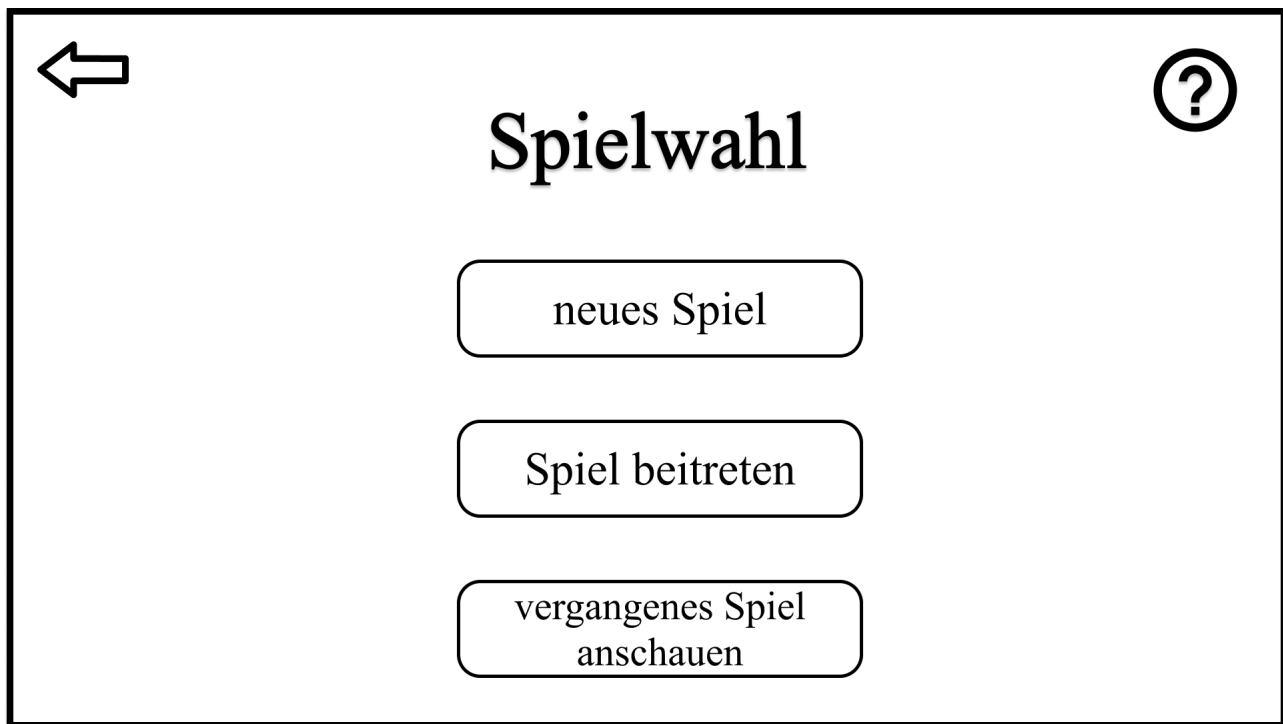 ?
Spielwahl
neues Spiel
Spiel beitreten
vergangenes Spiel
anschauen